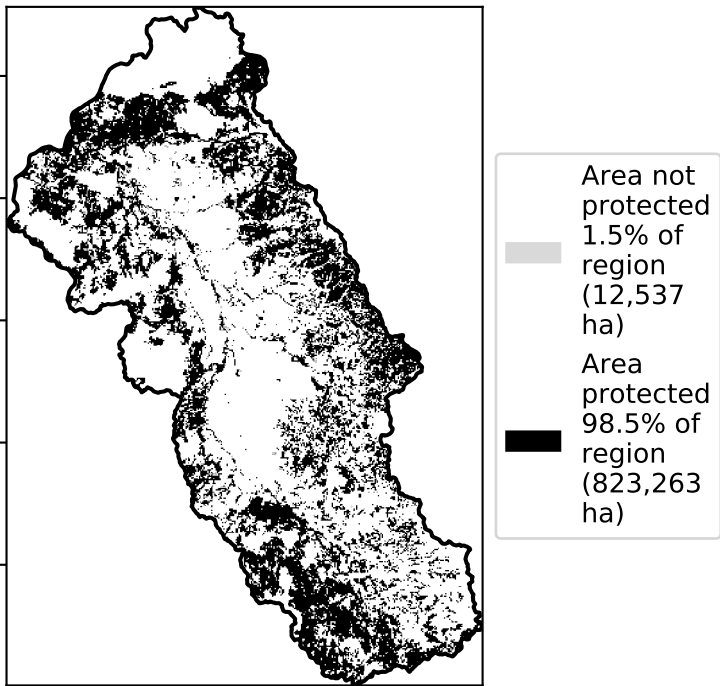 Area not
protected
1.5% of
region
(12,537
ha)
Area
protected
98.5% of
region
(823,263
ha)